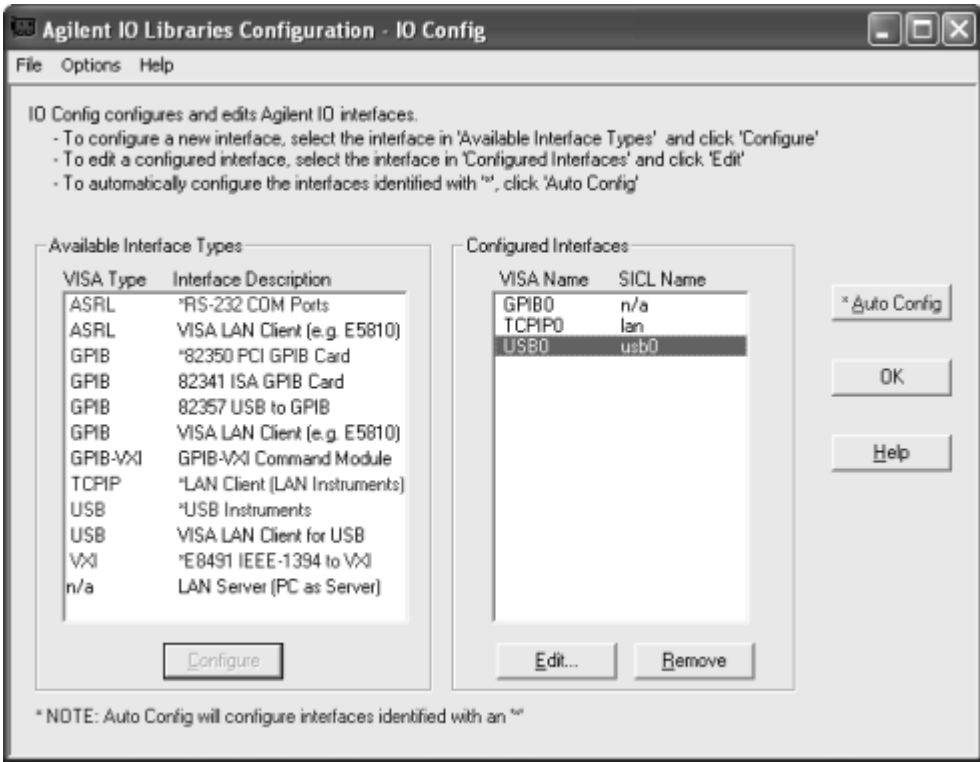 Agilent IO Libraries Configuration - IO Config
File Options Help
IO Config configures and edits Agilent IO interfaces.
- To configure a new interface, select the interface in 'Available Interface Types' and click 'Configure'
- To edit a configured interface, select the interface in 'Configured Interfaces' and click 'Edit'
- To automatically configure the interfaces identified with '*', click 'Auto Config'
Available Interface Types
VISA Type Interface Description
ASRL *RS-232 COM Ports
ASRL VISA LAN Client (e.g. E5810)
GPIB *82350 PCI GPIB Card
GPIB 82341 ISA GPIB Card
GPIB 82357 USB to GPIB
GPIB VISA LAN Client (e.g. E5810)
GPIB-VXI GPIB-VXI Command Module
TCPIP *LAN Client (LAN Instruments)
USB *USB Instruments
USB VISA LAN Client for USB
VXI *E8491 IEEE-1394 to VXI
n/a LAN Server (PC as Server)
Configure
Configured Interfaces
VISA Name SICL Name
GPIB0 n/a
TCPIP0 lan
USB0 usb0
Edit... Remove
* Auto Config
OK
Help
* NOTE: Auto Config will configure interfaces identified with an '*'